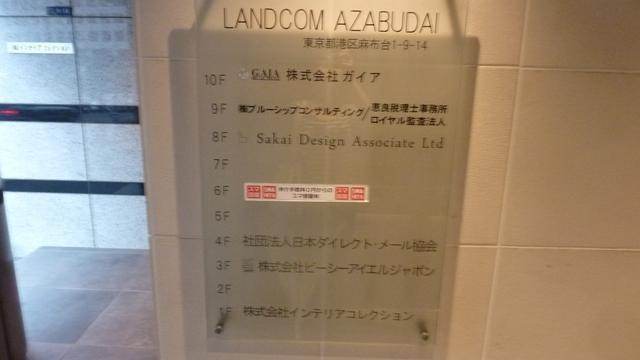 LANDCOM AZABUDAI
東京都港区麻布台1-9-14
10F GAIA 株式会社ガイア
9F ㈱ブルーシップコンサルティング/恵良税理士事務所
ロイヤル監査法人
8F Sakai Design Associate Ltd
7F
6F
5F
4F 社団法人日本ダイレクト・メール協会
3F 株式会社ピーシーアイエルジャポン
2F
1F 株式会社インテリアコレクション